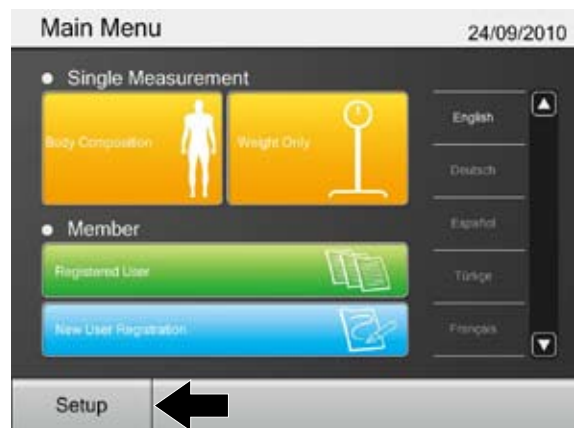 Main Menu 24/09/2010
Single Measurement
Body Composition Weight Only
Member
Registered User
New User Registration
English
Deutsch
Español
Türkçe
Français
Setup